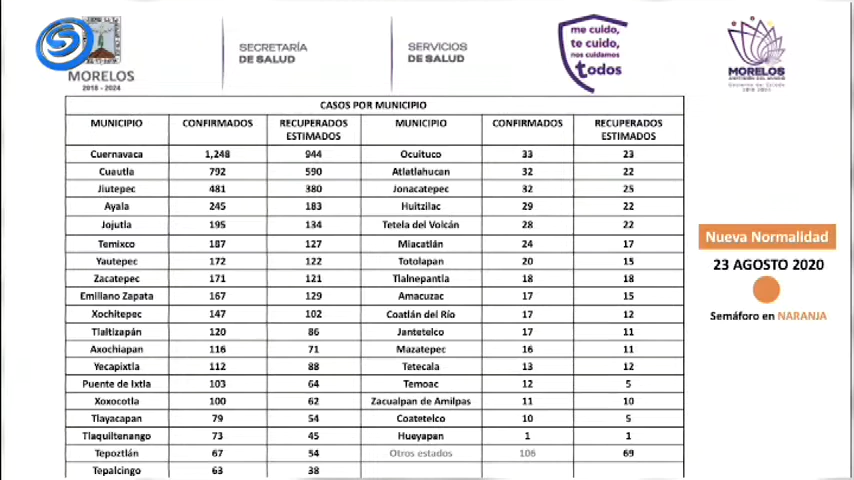 MORELOS
2018 - 2024
SECRETARÍA
DE SALUD
SERVICIOS
DE SALUD
me cuido,
te cuido,
nos cuidamos
todos
MORELOS
2018 - 2024
CASOS POR MUNICIPIO
MUNICIPIO CONFIRMADOS RECUPERADOS ESTIMADOS MUNICIPIO CONFIRMADOS RECUPERADOS ESTIMADOS
Cuernavaca 1,248 944 Ocuituco 33 23
Cuautla 792 590 Atlatlahucan 32 22
Jiutepec 481 380 Jonacatepec 32 25
Ayala 245 183 Huitzilac 29 22
Jojutla 195 134 Tetela del Volcán 28 22
Temixco 187 127 Miacatlán 24 17
Yautepec 172 122 Totolapan 20 15
Zacatepec 171 121 Tlalnepantla 18 18
Emiliano Zapata 167 129 Amacuzac 17 15
Xochitepec 147 102 Coatlán del Río 17 12
Tlaltizapán 120 86 Jantetelco 17 11
Axochiapan 116 71 Mazatepec 16 11
Yecapixtla 112 88 Tetecala 13 12
Puente de Ixtla 103 64 Temoac 12 5
Xoxocotla 100 62 Zacualpan de Amilpas 11 10
Tlayacapan 79 54 Coatetelco 10 5
Tlaquiltenango 73 45 Hueyapan 1 1
Tepoztlán 67 54 Otros estados 106 69
Tepalcingo 63 38
Nueva Normalidad
23 AGOSTO 2020
Semáforo en NARANJA